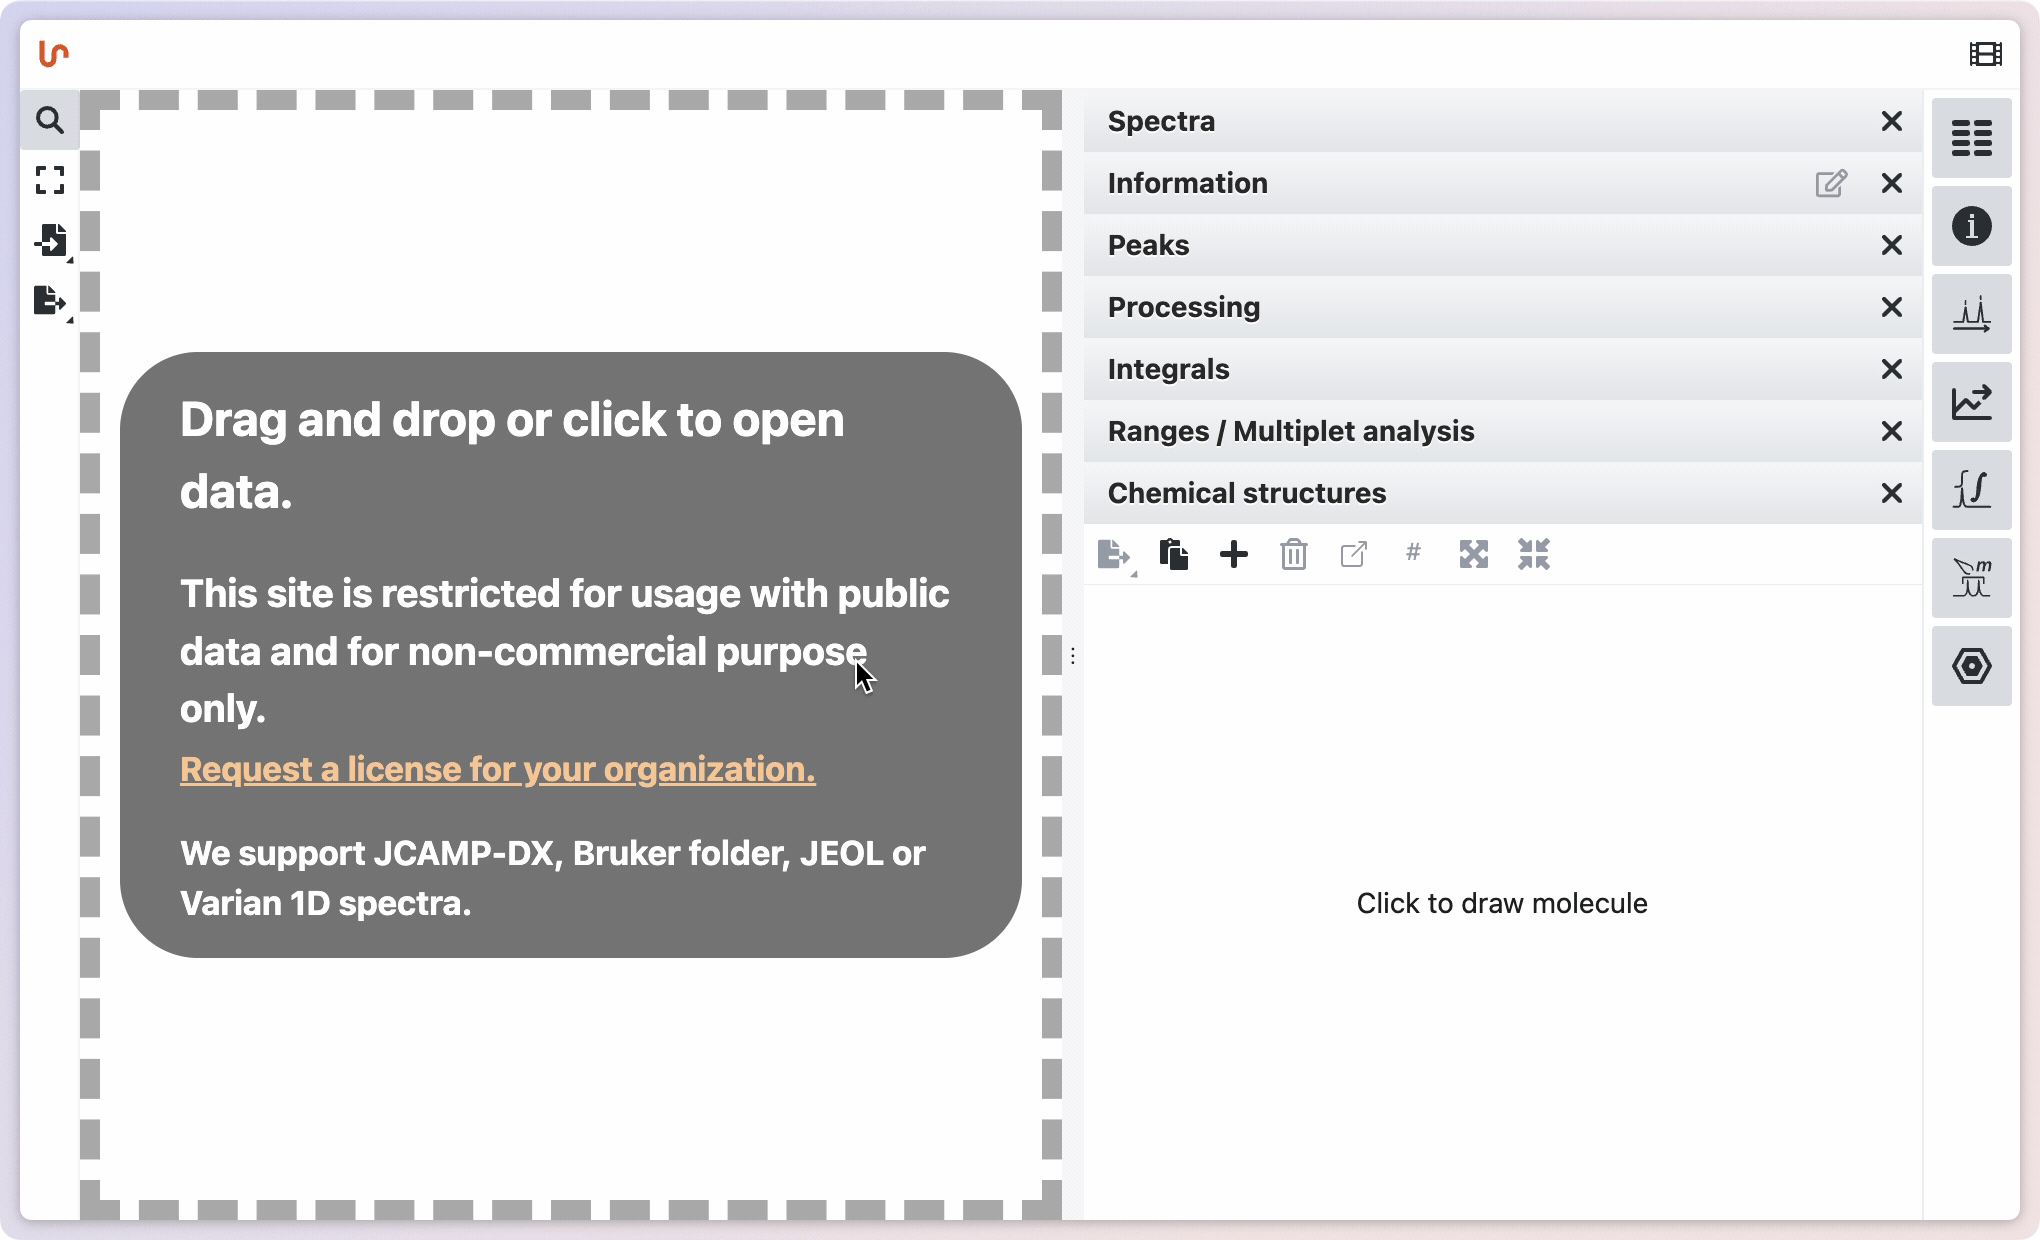 Spectra
Information
Peaks
Processing
Integrals
Ranges / Multiplet analysis
Chemical structures
#
m
Drag and drop or click to open
data.
This site is restricted for usage with public
data and for non-commercial purpose
only.
Request a license for your organization.
We support JCAMP-DX, Bruker folder, JEOL or
Varian 1D spectra.
Click to draw molecule